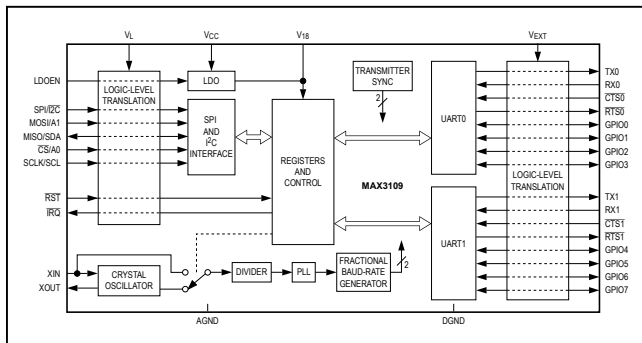 VL
VCC
V18
VEXT
LDOEN
LOGIC-LEVEL
TRANSLATION
LDO
TRANSMITTER
SYNC
2
SPI/I2C
MOSI/A1
MISO/SDA
CS/A0
SCLK/SCL
SPI
AND
I2C
INTERFACE
REGISTERS
AND
CONTROL
MAX3109
UART0
LOGIC-LEVEL
TRANSLATION
TX0
RX0
CTS0
RTS0
GPIO0
GPIO1
GPIO2
GPIO3
RST
IRQ
UART1
TX1
RX1
CTS1
RTS1
GPIO4
GPIO5
GPIO6
GPIO7
XIN
XOUT
CRYSTAL
OSCILLATOR
DIVIDER
PLL
FRACTIONAL
BAUD-RATE
GENERATOR
2
AGND
DGND